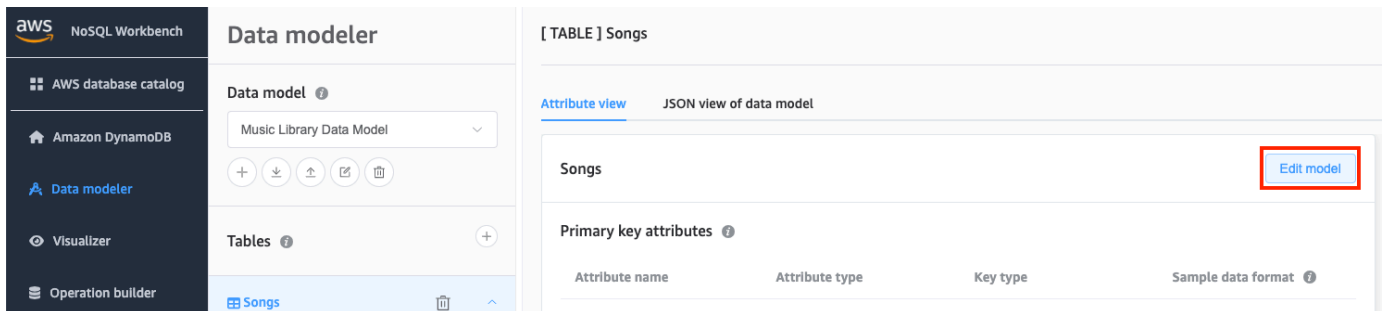 aws NoSQL Workbench
AWS database catalog
Amazon DynamoDB
Data modeler
Visualizer
Operation builder
Data modeler
Data model
Music Library Data Model
Tables
Songs
[ TABLE ] Songs
Attribute view JSON view of data model
Songs Edit model
Primary key attributes
Attribute name Attribute type Key type Sample data format